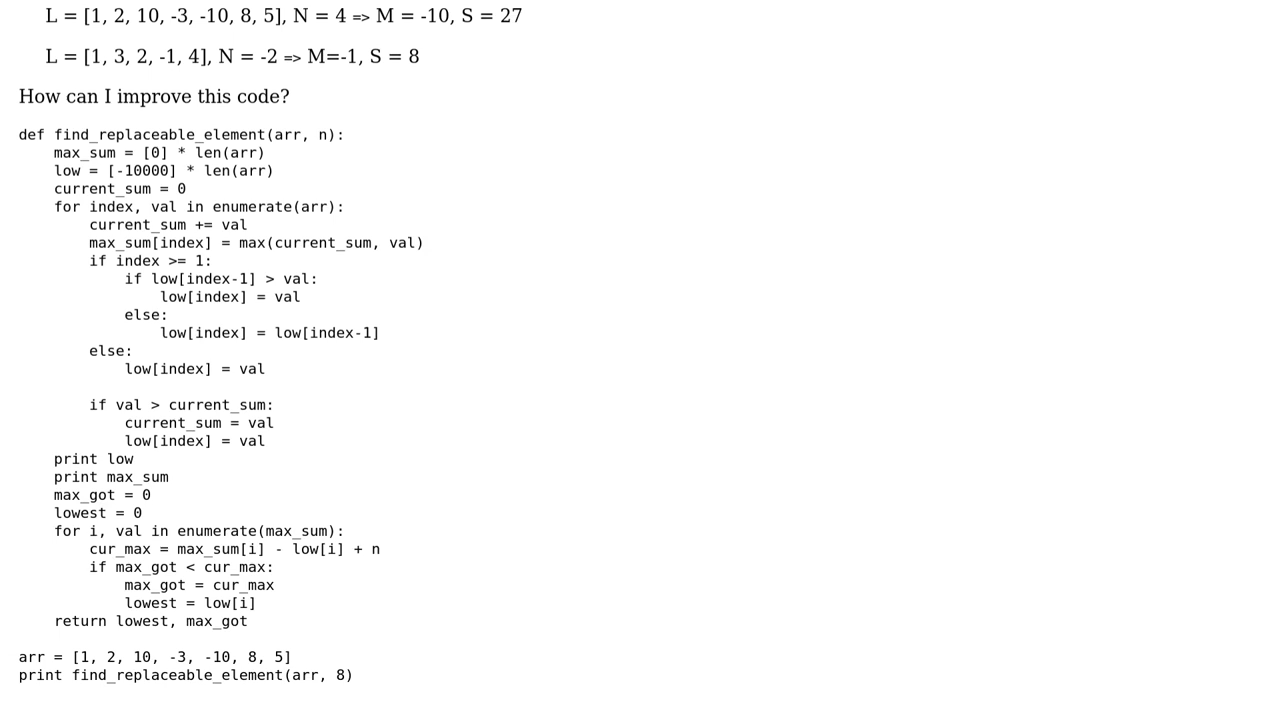 L = [1, 2, 10, -3, -10, 8, 5], N = 4 => M = -10, S = 27
L = [1, 3, 2, -1, 4], N = -2 => M=-1, S = 8
How can I improve this code?
def find_replaceable_element(arr, n):
    max_sum = [0] * len(arr)
    low = [-10000] * len(arr)
    current_sum = 0
    for index, val in enumerate(arr):
        current_sum += val
        max_sum[index] = max(current_sum, val)
        if index >= 1:
            if low[index-1] > val:
                low[index] = val
            else:
                low[index] = low[index-1]
        else:
            low[index] = val

        if val > current_sum:
            current_sum = val
            low[index] = val
    print low
    print max_sum
    max_got = 0
    lowest = 0
    for i, val in enumerate(max_sum):
        cur_max = max_sum[i] - low[i] + n
        if max_got < cur_max:
            max_got = cur_max
            lowest = low[i]
    return lowest, max_got

arr = [1, 2, 10, -3, -10, 8, 5]
print find_replaceable_element(arr, 8)